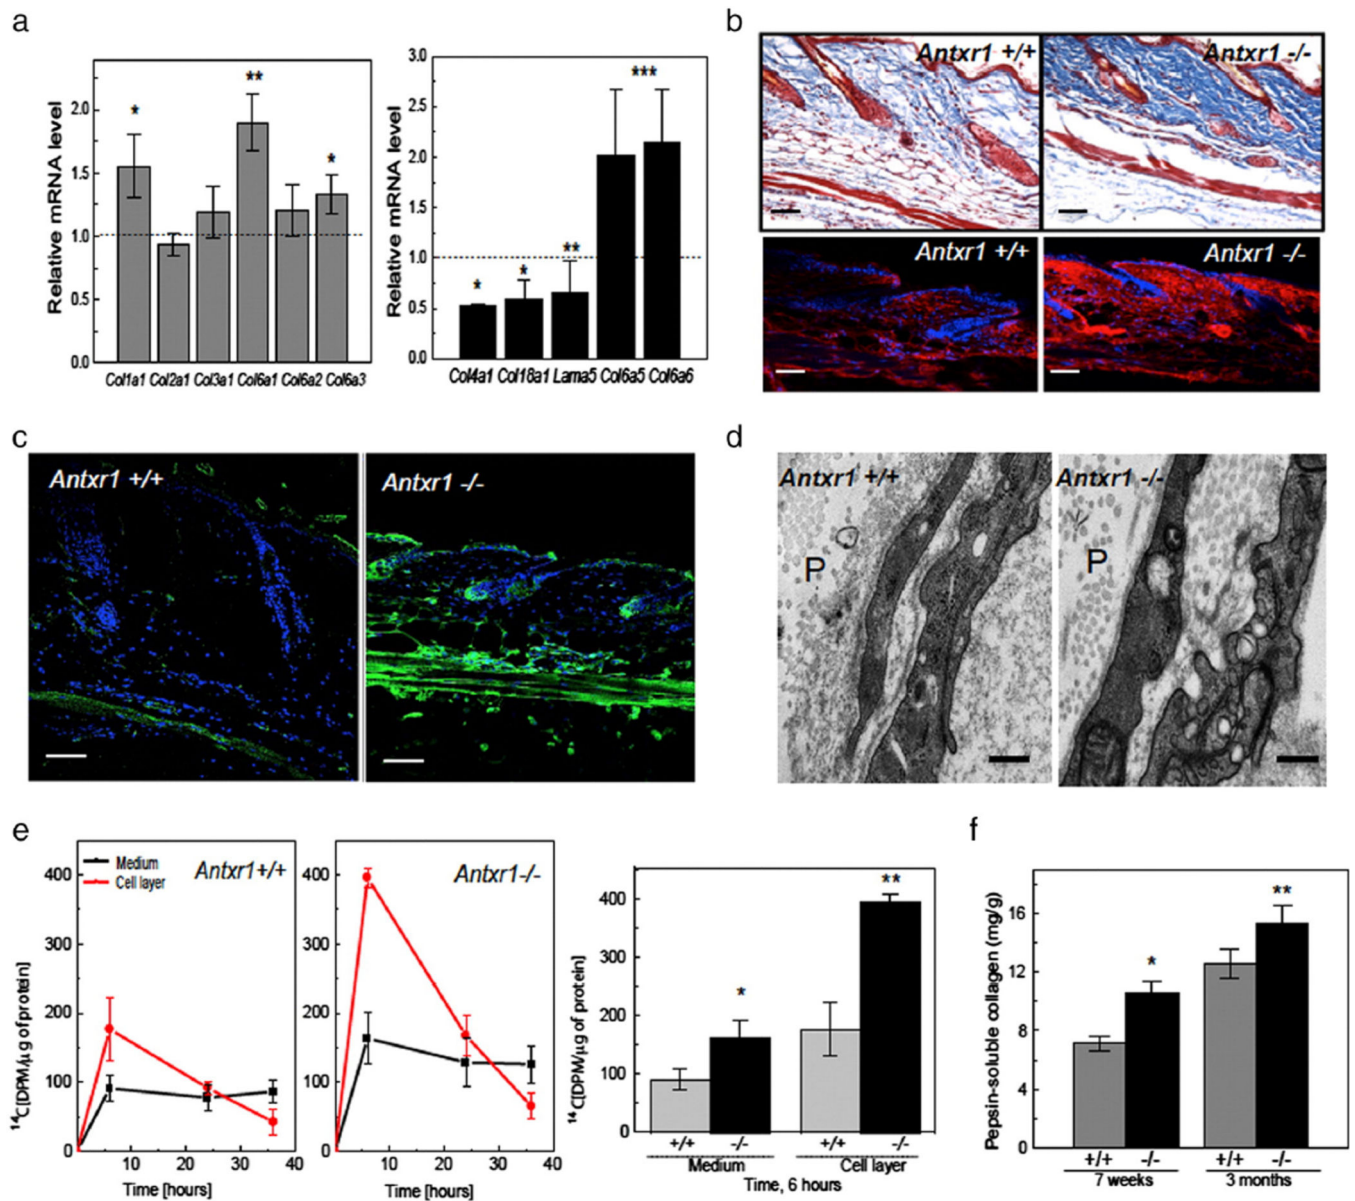 a
Relative mRNA level
2.0
1.5
1.0
0.5
0.0
*
**
*
Col1a1 Col2a1 Col3a1 Col6a1 Col6a2 Col6a3
Relative mRNA level
3.0
2.5
2.0
1.5
1.0
0.5
0.0
*
*
**
***
Col4a1 Col18a1 Lama5 Col6a5 Col6a6
b
Antxr1 +/+
Antxr1 -/-
Antxr1 +/+
Antxr1 -/-
c
Antxr1 +/+
Antxr1 -/-
d
Antxr1 +/+
P
Antxr1 -/-
P
e
14C[DPM/µg of protein]
400
300
200
100
0
Medium
Cell layer
Antxr1+/+
10 20 30 40
Time [hours]
400
300
200
100
0
Antxr1-/-
10 20 30 40
Time [hours]
14C[DPM/µg of protein]
400
300
200
100
0
*
**
+/+ -/- +/+ -/-
Medium Cell layer
Time, 6 hours
f
Pepsin-soluble collagen (mg/g)
16
12
8
4
0
*
**
+/+ -/- +/+ -/-
7 weeks 3 months